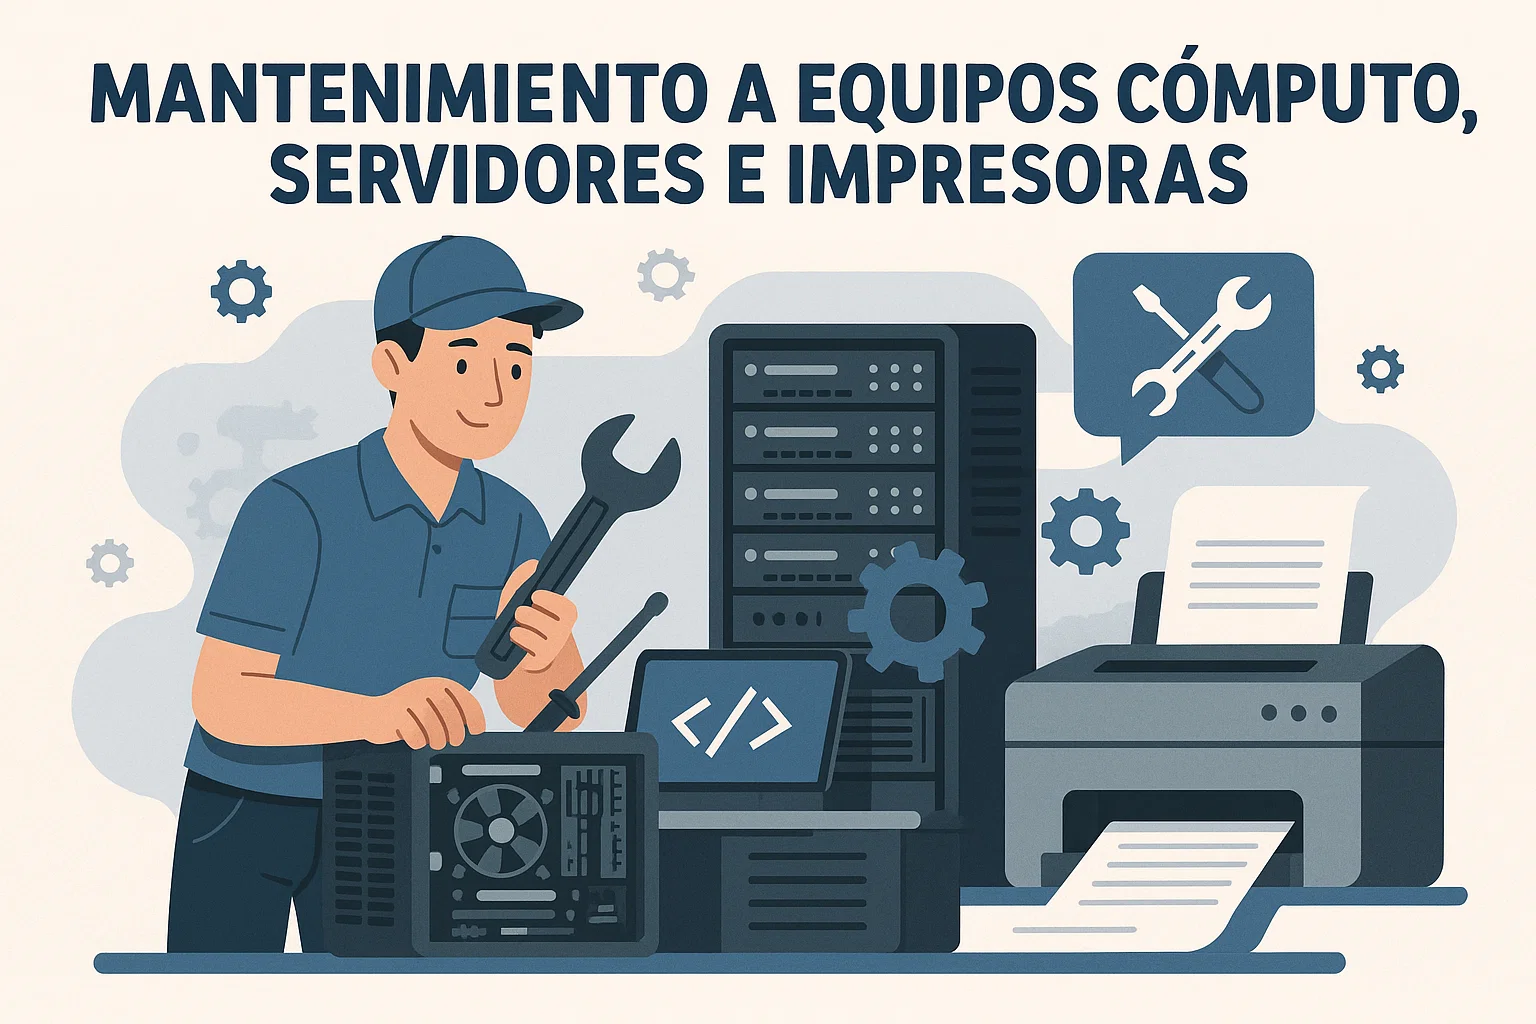 MANTENIMIENTO A EQUIPOS CÓMPUTO,
SERVIDORES E IMPRESORAS
</>